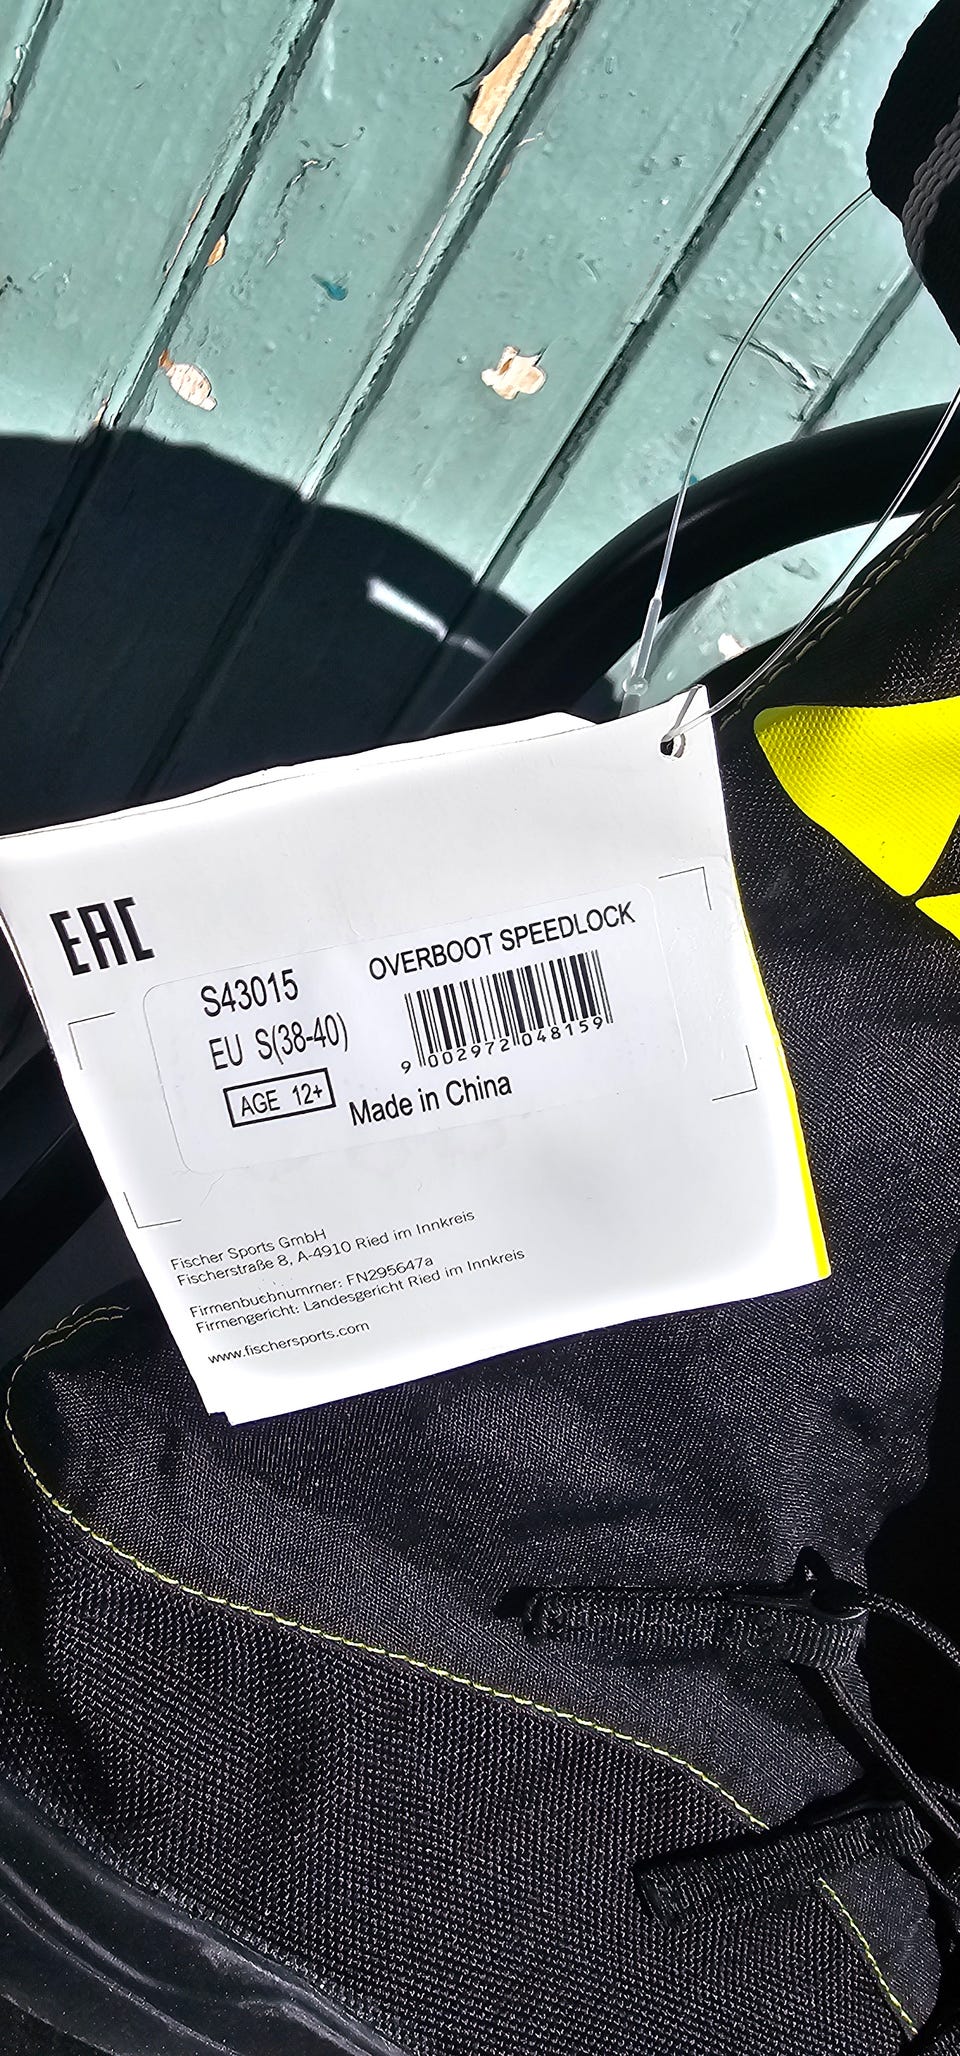 EAC
OVERBOOT SPEEDLOCK
S43015
EU S(38-40)
9 002972 048159
AGE 12+
Made in China
Fischer Sports GmbH
Fischerstraße 8, A-4910 Ried im Innkreis
Firmenbuchnummer: FN295647a
Firmengericht: Landesgericht Ried im Innkreis
www.fischersports.com